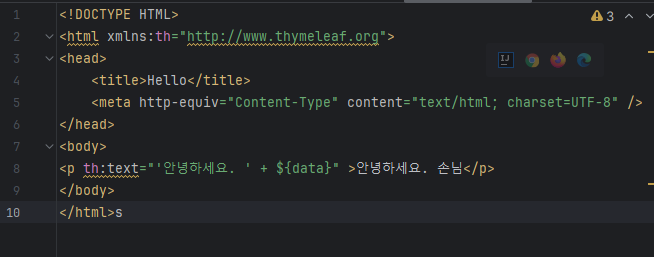 3
1 <!DOCTYPE HTML>
2 <html xmlns:th="http://www.thymeleaf.org">
3 <head>
4     <title>Hello</title>
5     <meta http-equiv="Content-Type" content="text/html; charset=UTF-8" />
6 </head>
7 <body>
8 <p th:text="'안녕하세요. ' + ${data}" >안녕하세요. 손님</p>
9 </body>
10 </html>s